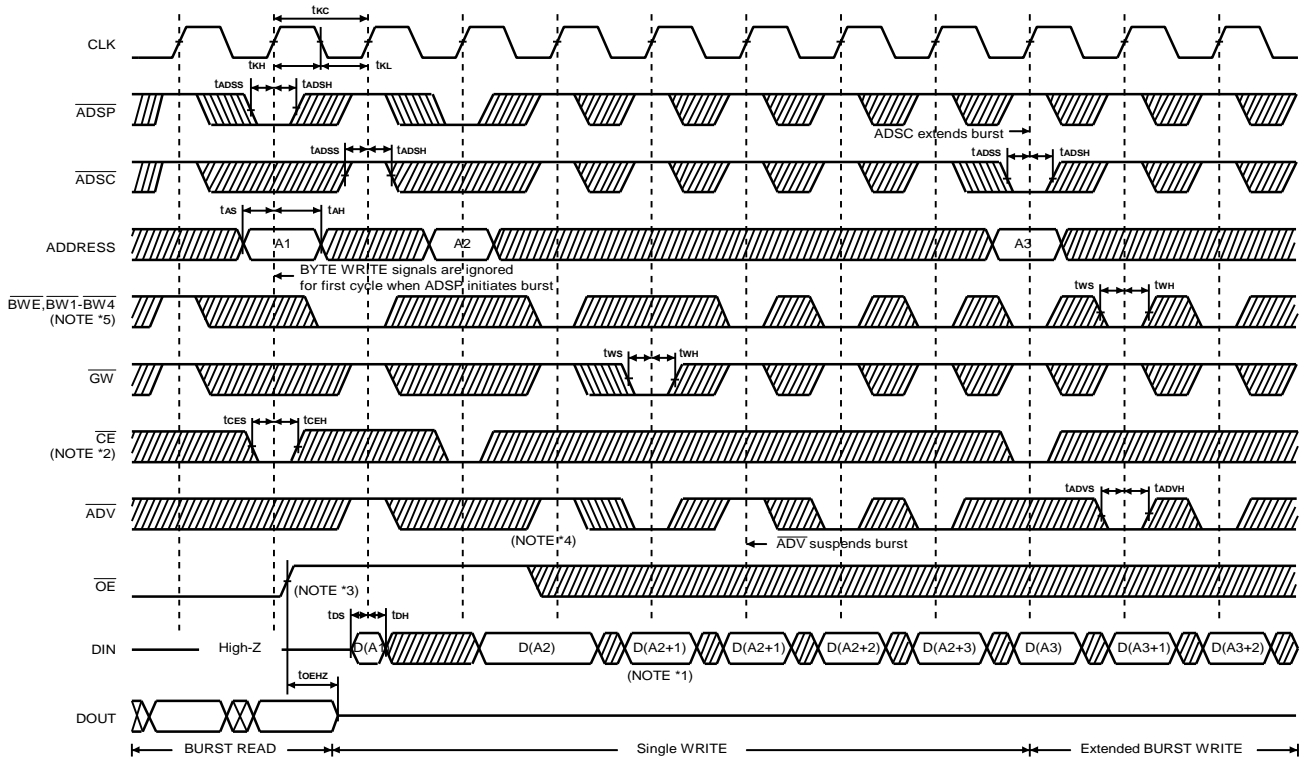 tKC
CLK
tKH
tKL
tADSS
tADSH
ADSP
ADSC extends burst
tADSS
tADSH
tADSS
tADSH
ADSC
tAS
tAH
ADDRESS
A1
A2
A3
BYTE WRITE signals are ignored
for first cycle when ADSP initiates burst
BWE,BW1-BW4
(NOTE *5)
tWS
tWH
tWS
tWH
GW
tCES
tCEH
CE
(NOTE *2)
tADVS
tADVH
ADV
(NOTE *4)
ADV suspends burst
OE
(NOTE *3)
tDS
tDH
DIN
High-Z
D(A1
D(A2)
D(A2+1)
D(A2+1)
D(A2+2)
D(A2+3)
D(A3)
D(A3+1)
D(A3+2)
(NOTE *1)
tOEHZ
DOUT
BURST READ
Single WRITE
Extended BURST WRITE